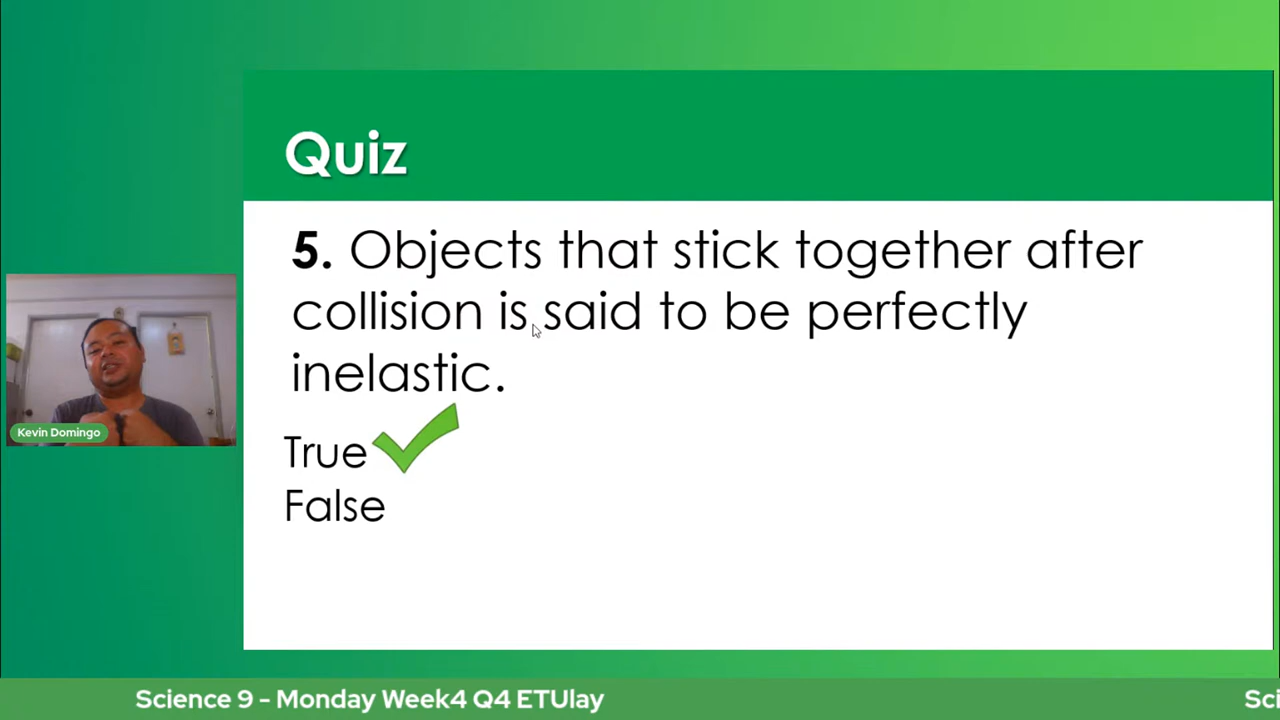 Quiz
5. Objects that stick together after
collision is said to be perfectly
inelastic.
True
False
Kevin Domingo
Science 9 - Monday Week4 Q4 ETUlay
Sci